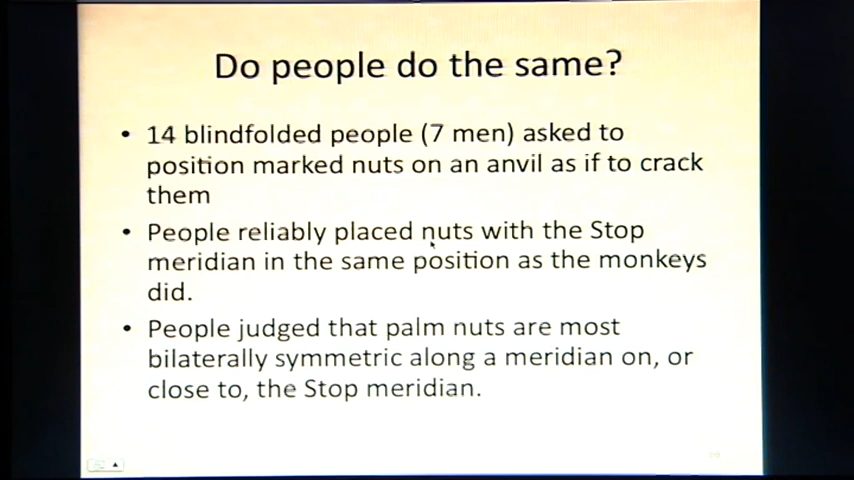 Do people do the same?
• 14 blindfolded people (7 men) asked to
position marked nuts on an anvil as if to crack
them
• People reliably placed nuts with the Stop
meridian in the same position as the monkeys
did.
• People judged that palm nuts are most
bilaterally symmetric along a meridian on, or
close to, the Stop meridian.